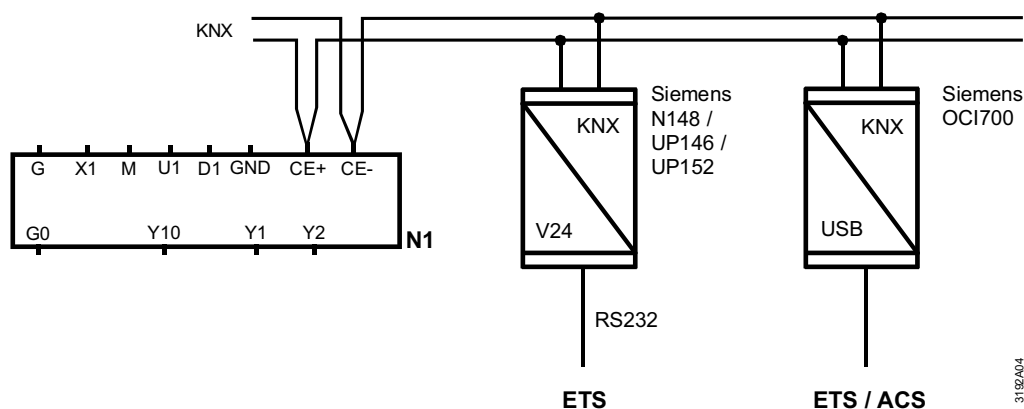 KNX
G X1 M U1 D1 GND CE+ CE-
G0 Y10 Y1 Y2
N1
KNX
V24
Siemens
N148 /
UP146 /
UP152
RS232
ETS
KNX
USB
Siemens
OCI700
ETS / ACS
3192A04